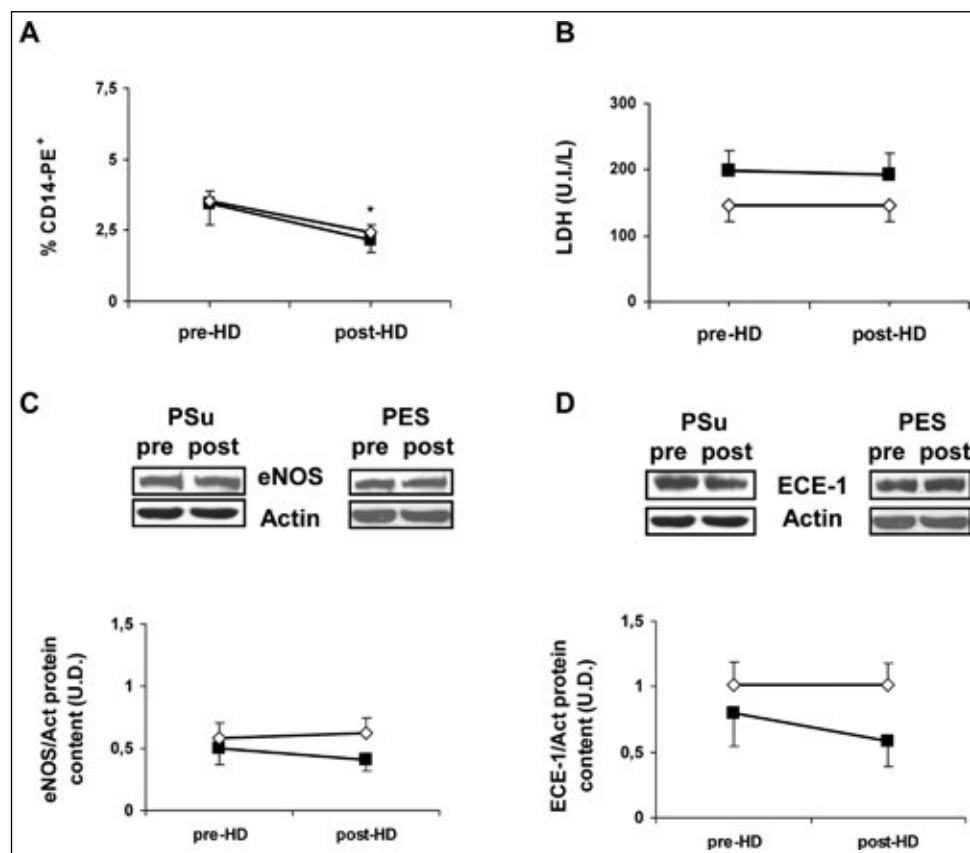 A
7,5
5
2,5
0
% CD14-PE+
*
pre-HD post-HD
B
300
200
100
0
LDH (U.I./L)
pre-HD post-HD
C
PSu PES
pre post pre post
eNOS
Actin
1,5
1
0,5
0
eNOS/Act protein
content (U.D.)
pre-HD post-HD
D
PSu PES
pre post pre post
ECE-1
Actin
1,5
1
0,5
0
ECE-1/Act protein
content (U.D.)
pre-HD post-HD